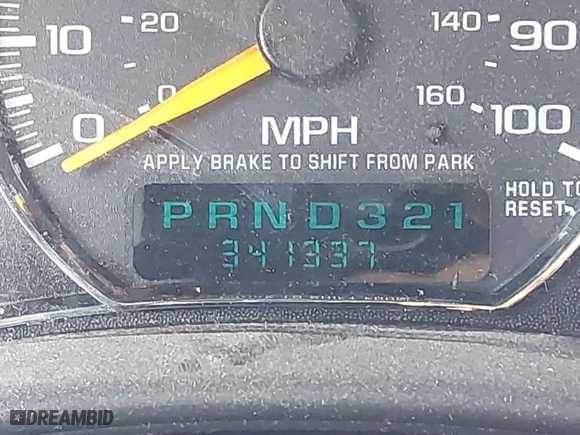 20 140 90
10
0 160 100
0 MPH
APPLY BRAKE TO SHIFT FROM PARK
HOLD TO
RESET
PRND321
341337
DREAMBID